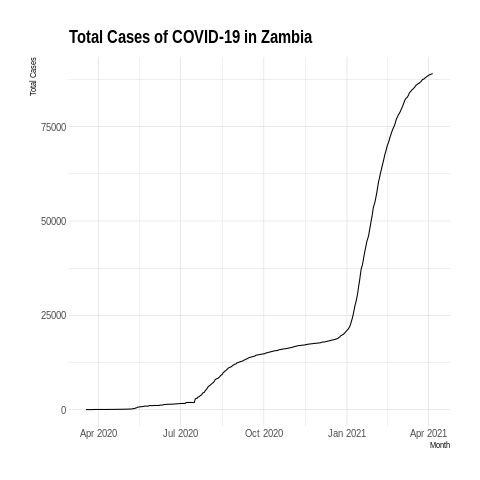 Total Cases of COVID-19 in Zambia
Total Cases
75000
50000
25000
0
Apr 2020 Jul 2020 Oct 2020 Jan 2021 Apr 2021
Month